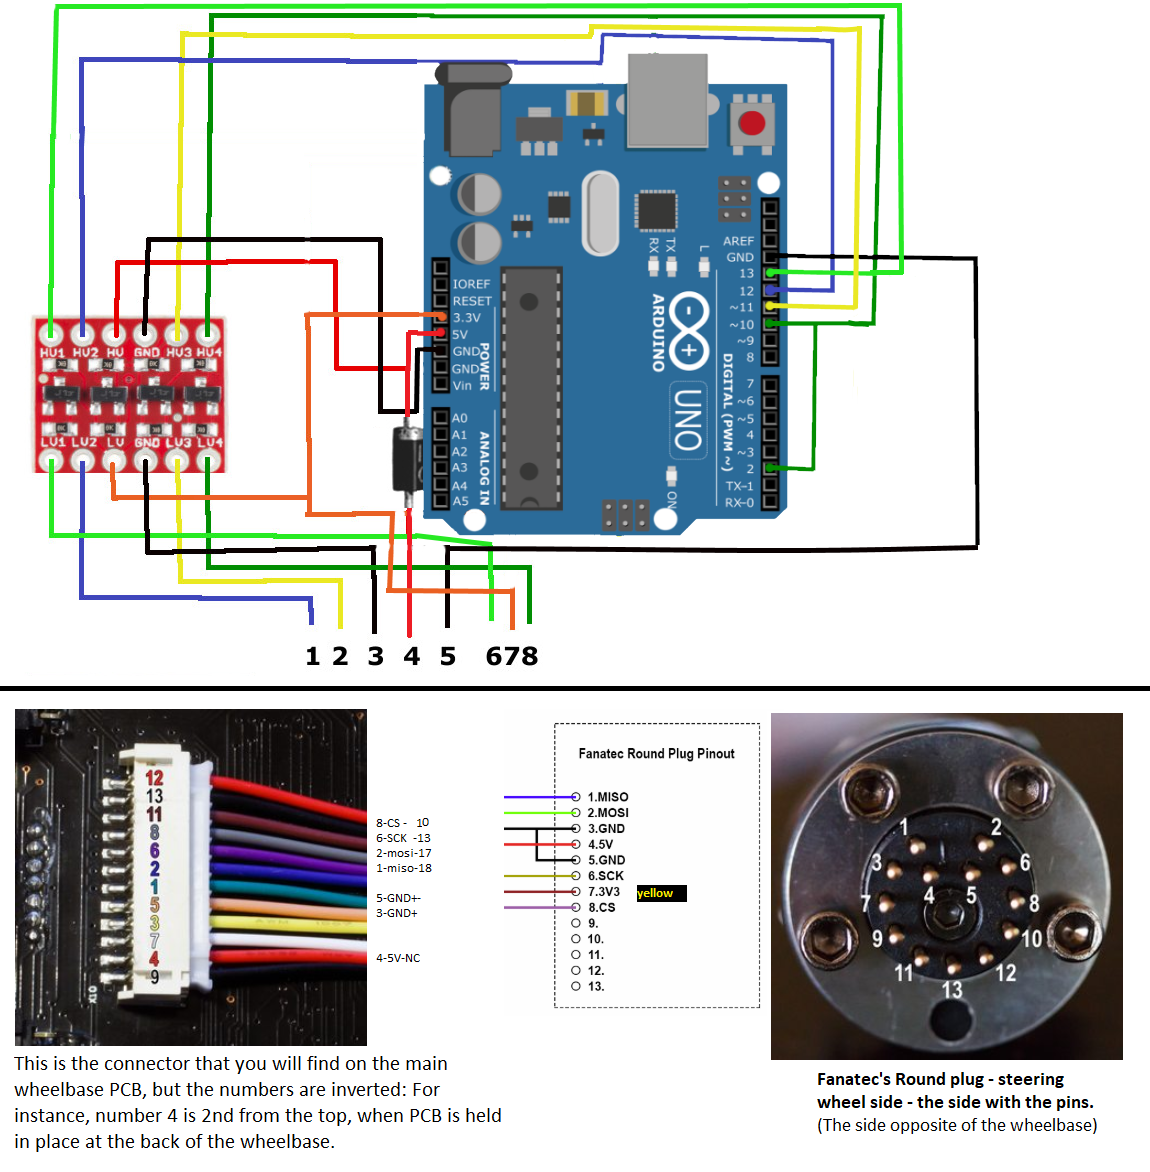 HV1 HV2 HV GND HV3 HV4
LV1 LV2 LV GND LV3 LV4
IOREF
RESET
3.3V
5V
GND
GND
Vin
POWER
A0
A1
A2
A3
A4
A5
ANALOG IN
RX
TX
L
ARDUINO
UNO
ON
AREF
GND
13
12
~11
~10
~9
8
7
~6
~5
4
~3
2
TX-1
RX-0
DIGITAL (PWM ~)
1 2 3 4 5 678
12
13
11
8
6
2
1
5
3
7
4
9
X10
8-CS - 10
6-SCK -13
2-mosi-17
1-miso-18
5-GND+-
3-GND+
4-5V-NC
Fanatec Round Plug Pinout
1.MISO
2.MOSI
3.GND
4.5V
5.GND
6.SCK
7.3V3 yellow
8.CS
9.
10.
11.
12.
13.
1 2
3 6
4 5
7 8
9 10
11 12
13
This is the connector that you will find on the main
wheelbase PCB, but the numbers are inverted: For
instance, number 4 is 2nd from the top, when PCB is held
in place at the back of the wheelbase.
Fanatec's Round plug - steering
wheel side - the side with the pins.
(The side opposite of the wheelbase)